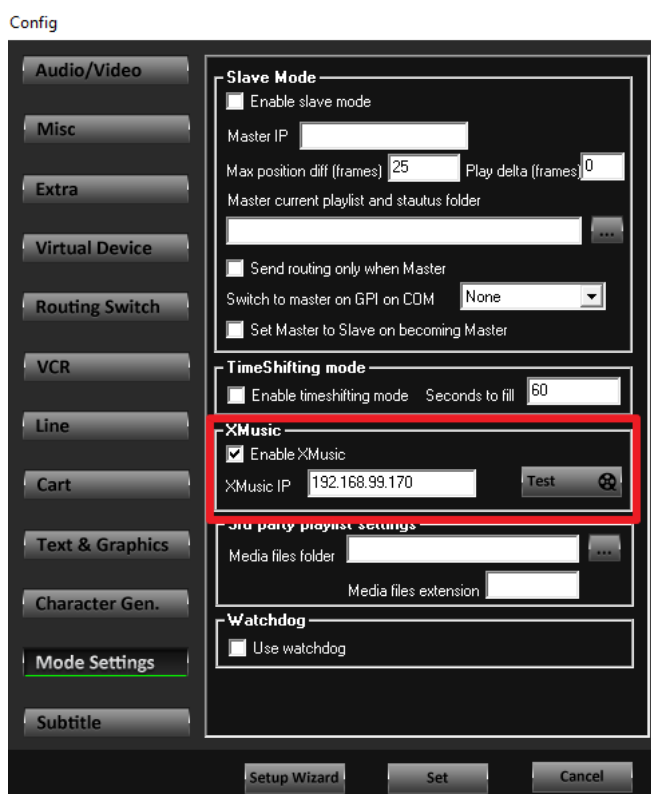 Config
Audio/Video
Misc
Extra
Virtual Device
Routing Switch
VCR
Line
Cart
Text & Graphics
Character Gen.
Mode Settings
Subtitle
Slave Mode
Enable slave mode
Master IP
Max position diff (frames) 25 Play delta (frames) 0
Master current playlist and stautus folder
...
Send routing only when Master
Switch to master on GPI on COM None
Set Master to Slave on becoming Master
TimeShifting mode
Enable timeshifting mode Seconds to fill 60
XMusic
Enable XMusic
XMusic IP 192.168.99.170 Test
3rd party playlist settings
Media files folder ...
Media files extension
Watchdog
Use watchdog
Setup Wizard Set Cancel